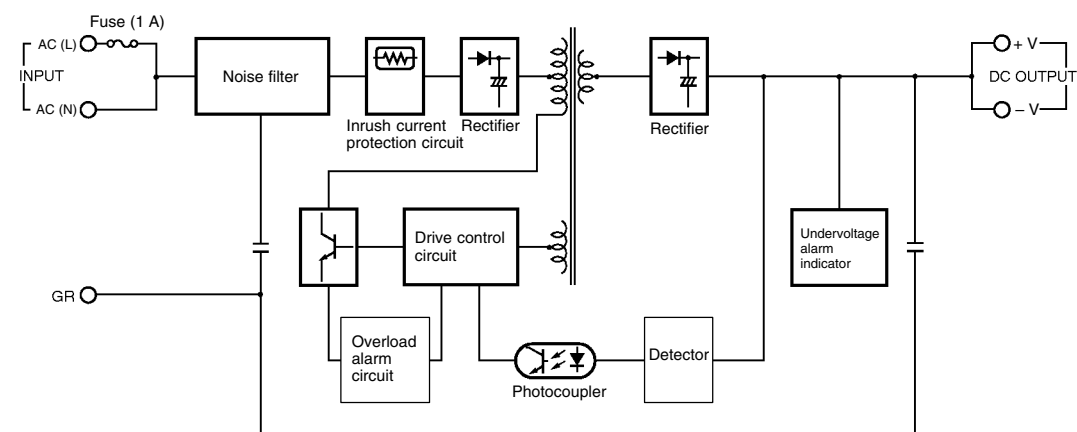 Fuse (1 A)
AC (L)
INPUT
AC (N)
Noise filter
Inrush current
protection circuit
Rectifier
Rectifier
+ V
DC OUTPUT
– V
Drive control
circuit
Undervoltage
alarm
indicator
GR
Overload
alarm
circuit
Photocoupler
Detector